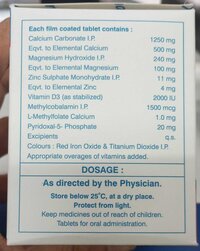 Each film coated tablet contains :
Calcium Carbonate I.P. 1250 mg
Eqvt. to Elemental Calcium 500 mg
Magnesium Hydroxide I.P. 240 mg
Eqvt. to Elemental Magnesium 100 mg
Zinc Sulphate Monohydrate I.P. 11 mg
Eqvt. to Elemental Zinc 4 mg
Vitamin D3 (as stabilized) 2000 IU
Methylcobalamin I.P. 1500 mcg
L-Methylfolate Calcium 1.0 mg
Pyridoxal-5- Phosphate 20 mg
Excipients q.s.
Colours : Red Iron Oxide & Titanium Dioxide I.P.
Appropriate overages of vitamins added.
DOSAGE :
As directed by the Physician.
Store below 25°C, at a dry place.
Protect from light.
Keep medicines out of reach of children.
Tablets for oral administration.